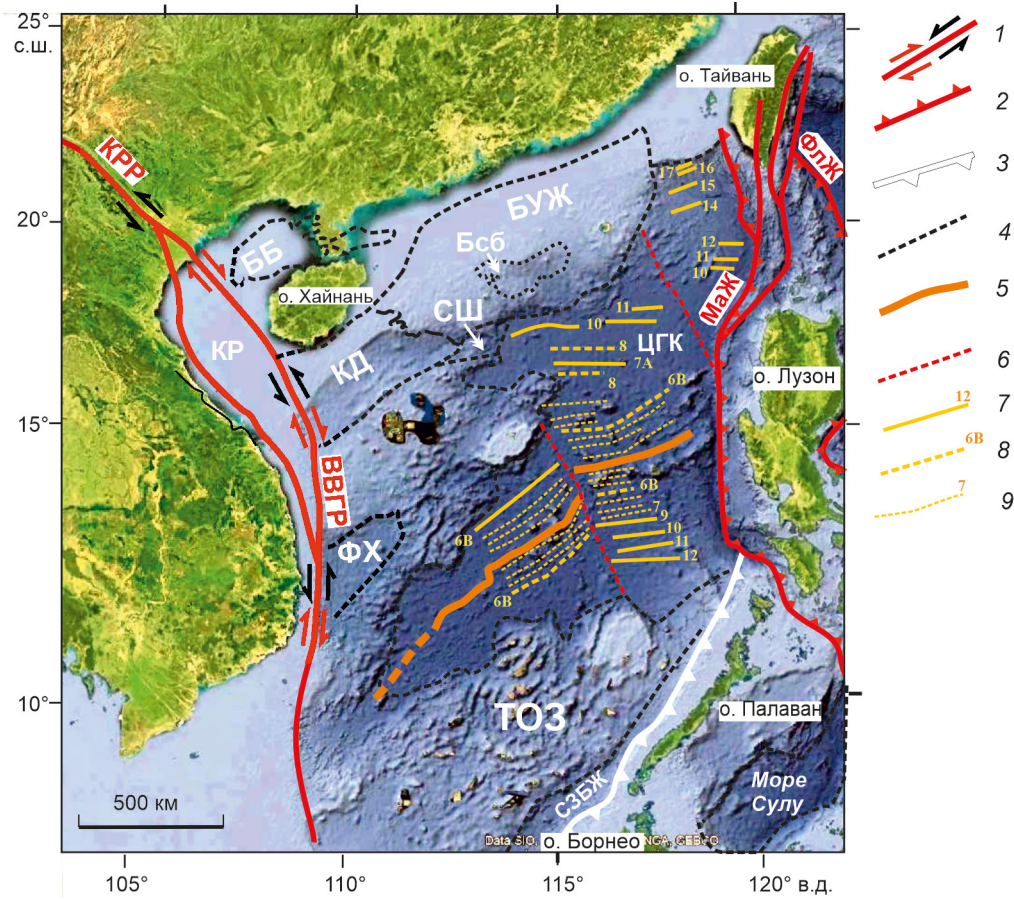 25°
с.ш.
20°
15°
10°
105°
110°
115°
120° в.д.
500 км
о. Тайвань
ФлЖ
КРР
ББ
БУЖ
Бсб
о. Хайнань
СШ
КР
КД
МаЖ
ЦГК
о. Лузон
ВВГР
ФХ
ТОЗ
о. Палаван
СЗБЖ
Море
Сулу
о. Борнео
Data SIO,
NGA, GEBCO
17
16
15
14
12
11
10
11
10
8
7А
8
6В
6В
7
9
10
11
12
6В
6В
1
2
3
4
5
6
12
7
6В
8
7
9